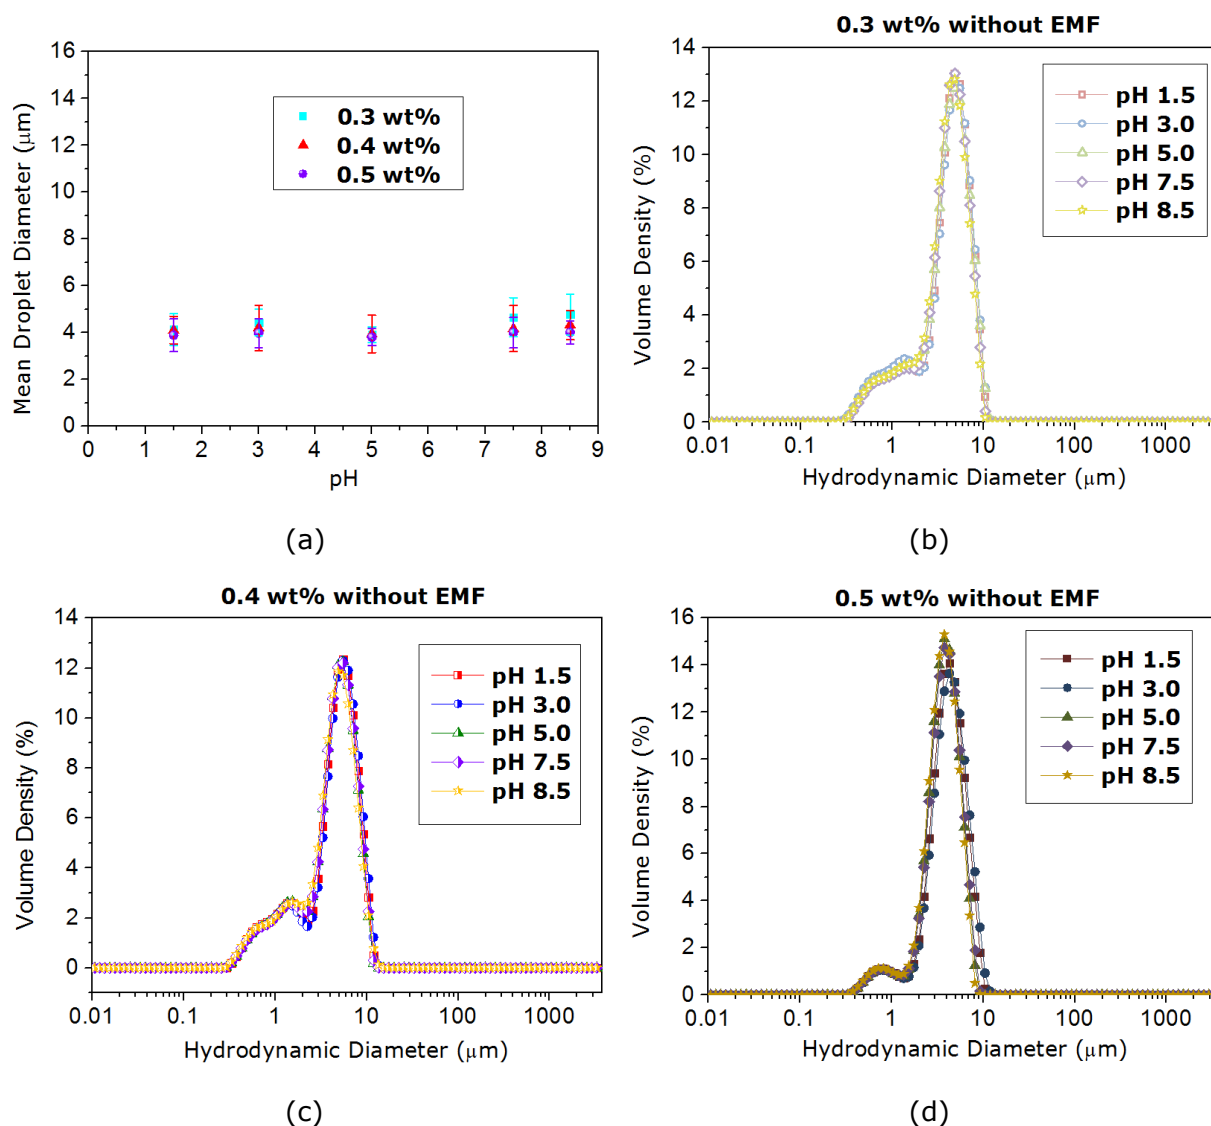 16
14
12
10
8
6
4
2
0
Mean Droplet Diameter (μm)
0.3 wt%
0.4 wt%
0.5 wt%
0 1 2 3 4 5 6 7 8 9
pH
(a)
0.3 wt% without EMF
14
12
10
8
6
4
2
0
Volume Density (%)
pH 1.5
pH 3.0
pH 5.0
pH 7.5
pH 8.5
0.01 0.1 1 10 100 1000
Hydrodynamic Diameter (μm)
(b)
0.4 wt% without EMF
14
12
10
8
6
4
2
0
Volume Density (%)
pH 1.5
pH 3.0
pH 5.0
pH 7.5
pH 8.5
0.01 0.1 1 10 100 1000
Hydrodynamic Diameter (μm)
(c)
0.5 wt% without EMF
16
14
12
10
8
6
4
2
0
Volume Density (%)
pH 1.5
pH 3.0
pH 5.0
pH 7.5
pH 8.5
0.01 0.1 1 10 100 1000
Hydrodynamic Diameter (μm)
(d)